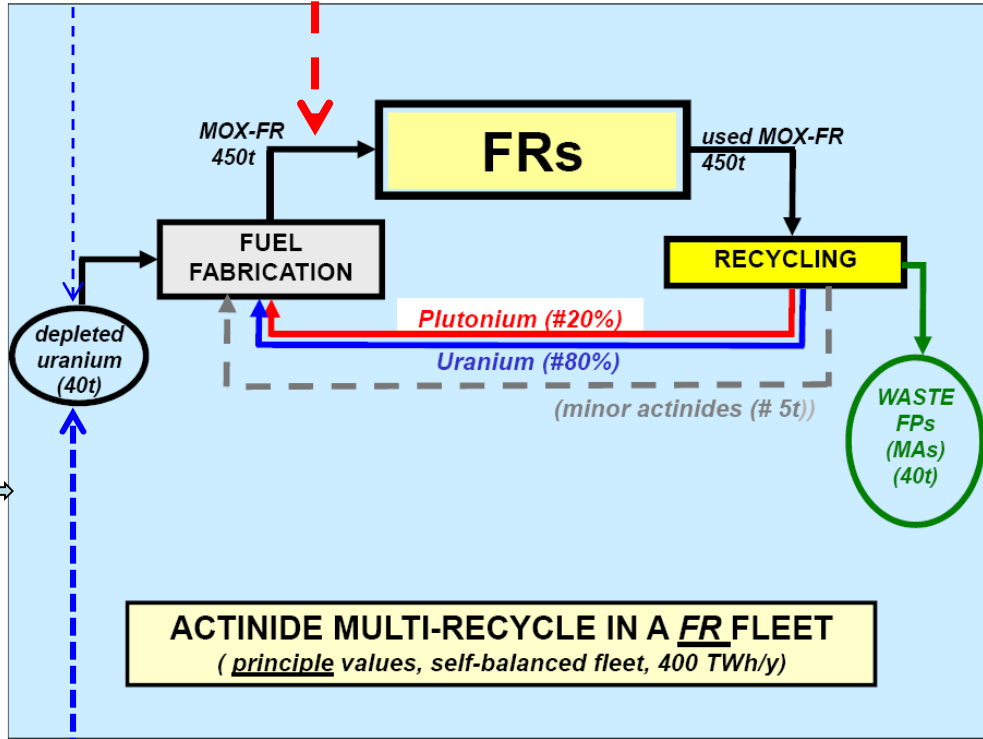 MOX-FR
450t
FRs
used MOX-FR
450t
FUEL
FABRICATION
RECYCLING
depleted
uranium
(40t)
Plutonium (#20%)
Uranium (#80%)
(minor actinides (# 5t))
WASTE
FPs
(MAs)
(40t)
ACTINIDE MULTI-RECYCLE IN A FR FLEET
( principle values, self-balanced fleet, 400 TWh/y)